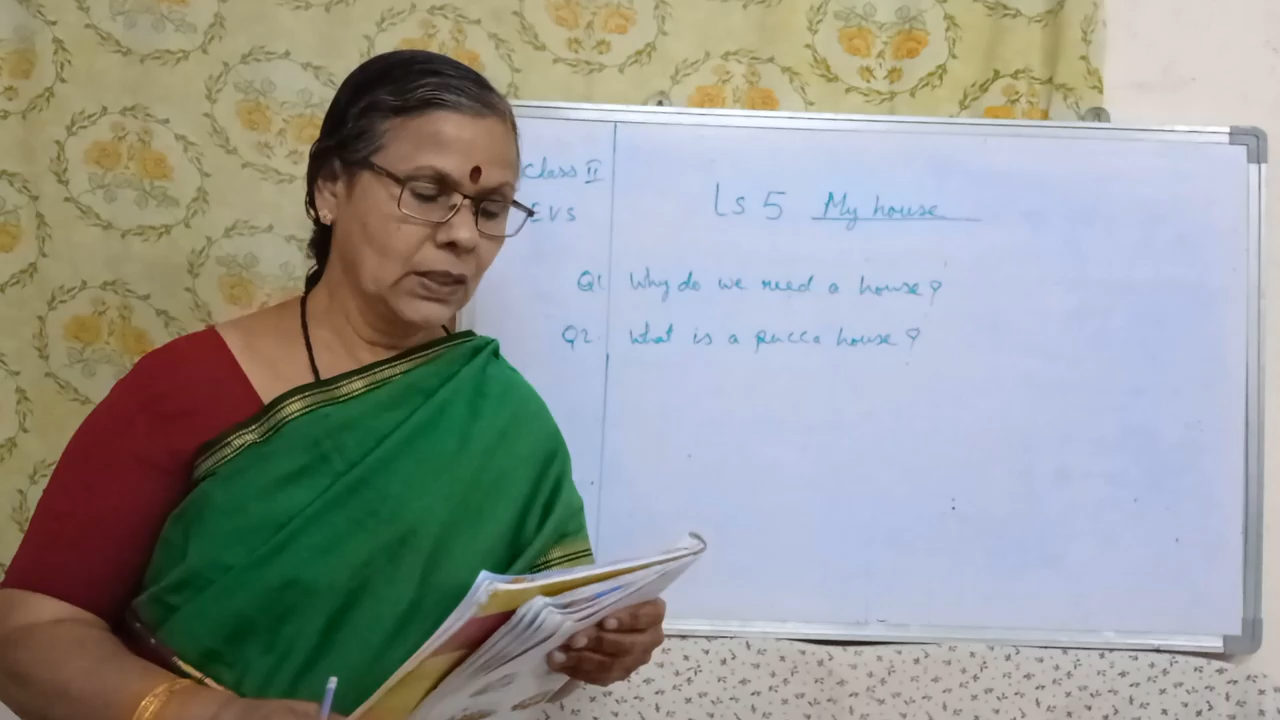 Class II
EVS
Ls 5 My house
Q1 Why do we need a house?
Q2. What is a pucca house?